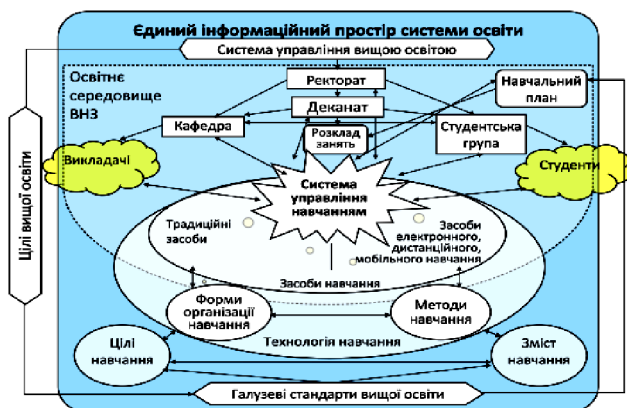 Єдиний інформаційний простір системи освіти
Система управління вищою освітою
Освітнє
середовище
ВНЗ
Ректорат
Навчальний
план
Деканат
Кафедра
Розклад
занять
Студентська
група
Викладачі
Студенти
Цілі вищої освіти
Система
управління
навчанням
Традиційні
засоби
Засоби
електронного,
дистанційного,
мобільного навчання
Засоби навчання
Форми
організації
навчання
Методи
навчання
Технологія навчання
Цілі
навчання
Зміст
навчання
Галузеві стандарти вищої освіти